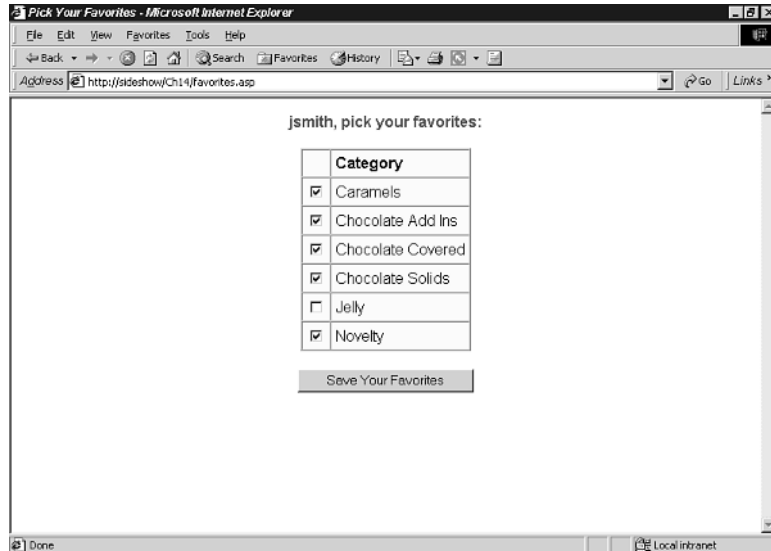 Pick Your Favorites - Microsoft Internet Explorer
File Edit View Favorites Tools Help
Back Search Favorites History
Address http://sideshow/Ch14/favorites.asp Go Links
jsmith, pick your favorites:
Category
Caramels
Chocolate Add Ins
Chocolate Covered
Chocolate Solids
Jelly
Novelty
Save Your Favorites
Done Local intranet